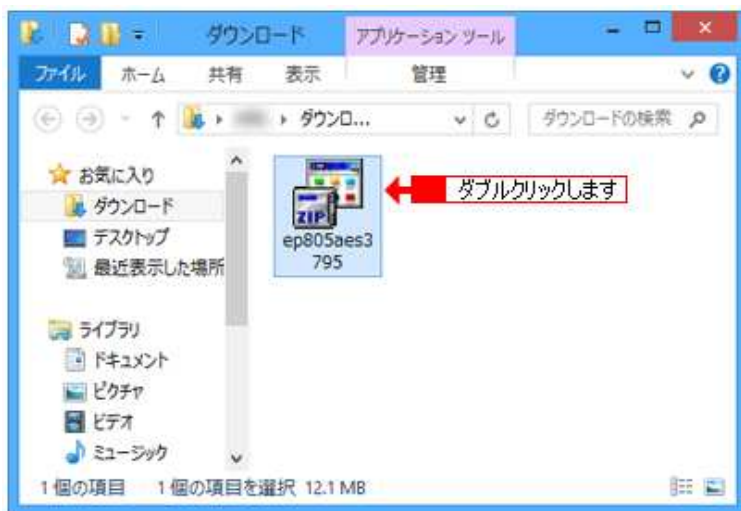 ダウンロード
アプリケーション ツール
ファイル ホーム 共有 表示 管理
ダウンロ... ダウンロードの検索
お気に入り
ダウンロード
デスクトップ
最近表示した場所
ライブラリ
ドキュメント
ピクチャ
ビデオ
ミュージック
ZIP
ep805aes3
795
ダブルクリックします
1 個の項目 1 個の項目を選択 12.1 MB